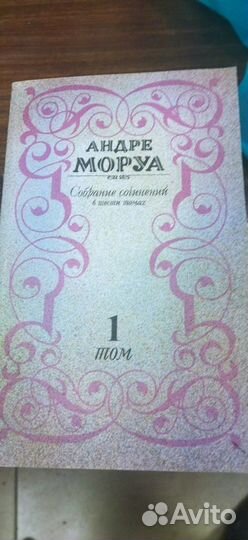 АНДРЕ
МОРУА
Собрание сочинений
в шести томах
1
том
Avito